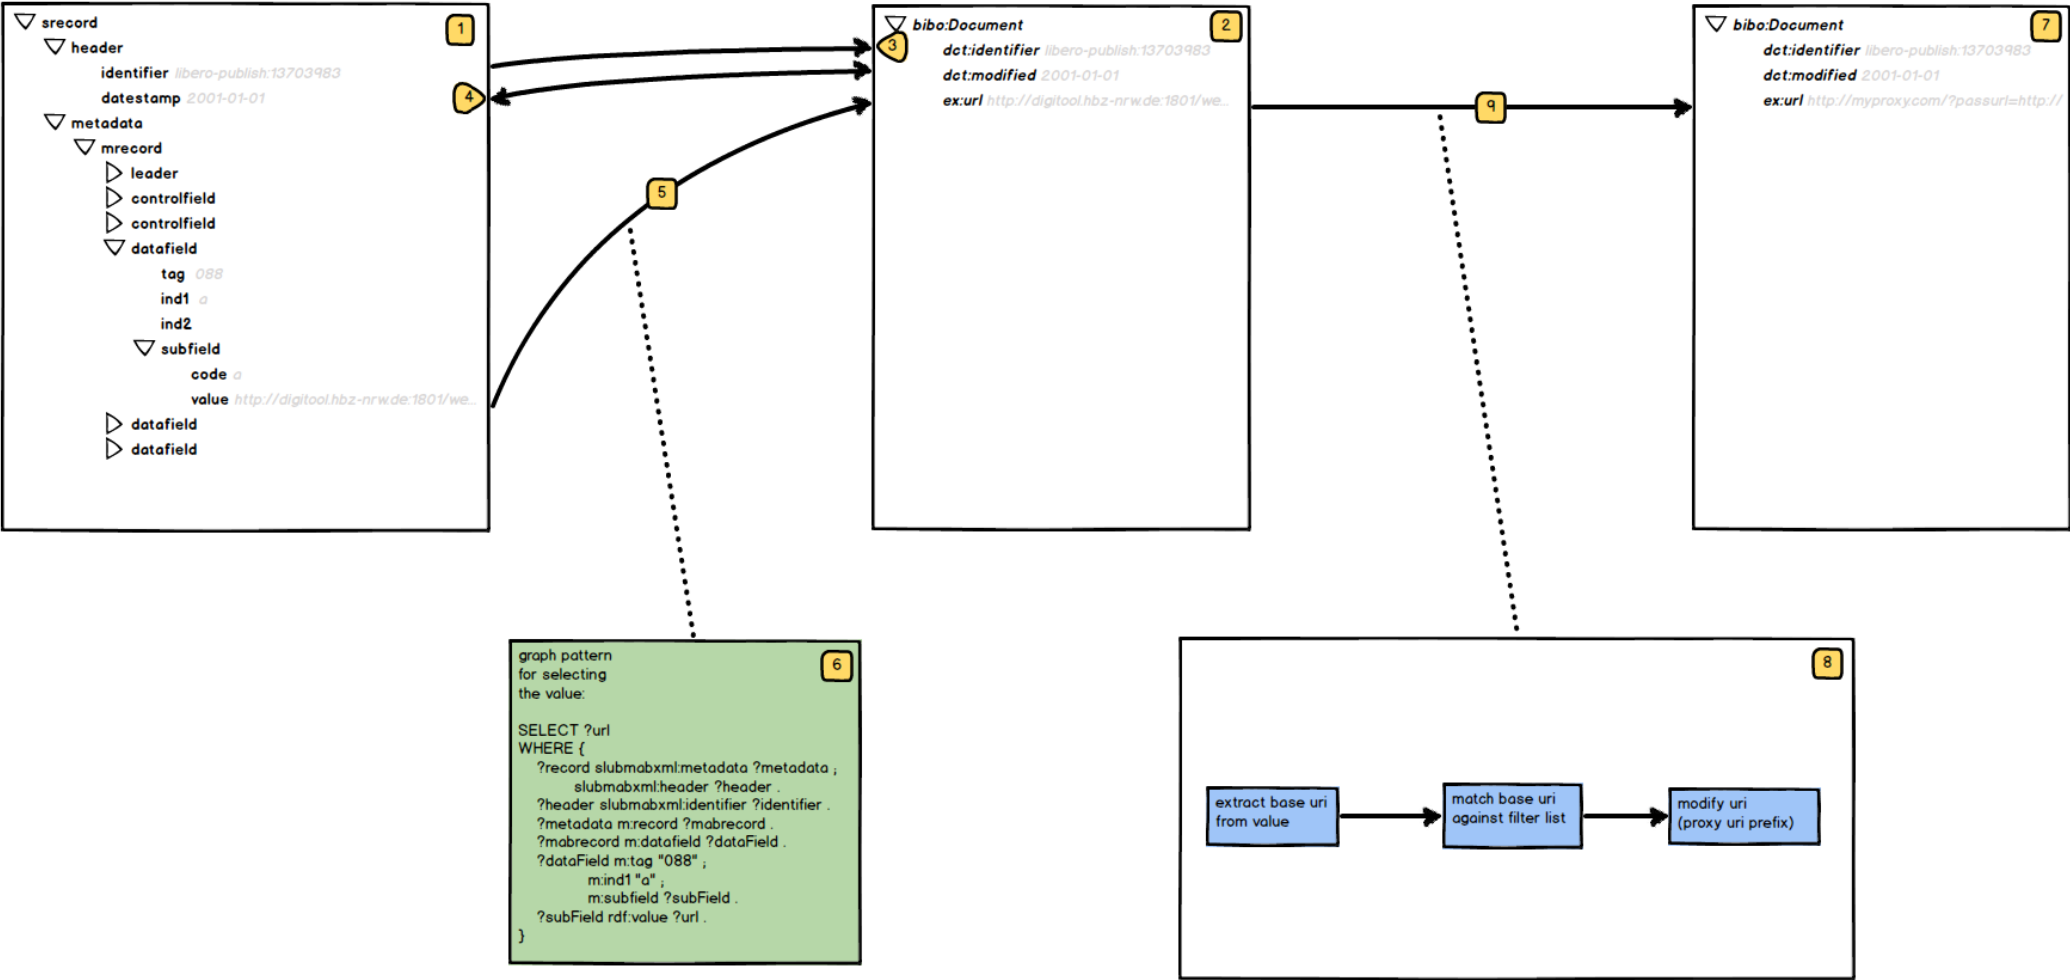 srecord
1
header
identifier libero-publish:13703983
datestamp 2001-01-01
4
metadata
mrecord
leader
controlfield
controlfield
datafield
tag 088
ind1 a
ind2
subfield
code a
value http://digitool.hbz-nrw.de:1801/we...
datafield
datafield
5
bibo:Document
2
3
dct:identifier libero-publish:13703983
dct:modified 2001-01-01
ex:url http://digitool.hbz-nrw.de:1801/we...
9
bibo:Document
7
dct:identifier libero-publish:13703983
dct:modified 2001-01-01
ex:url http://myproxy.com/?passurl=http://
graph pattern
6
for selecting
the value:
SELECT ?url
WHERE {
?record slubmabxml:metadata ?metadata ;
slubmabxml:header ?header .
?header slubmabxml:identifier ?identifier .
?metadata m:record ?mabrecord .
?mabrecord m:datafield ?dataField .
?dataField m:tag "088" ;
m:ind1 "a" ;
m:subfield ?subField .
?subField rdf:value ?url .
}
8
extract base uri
from value
match base uri
against filter list
modify uri
(proxy uri prefix)